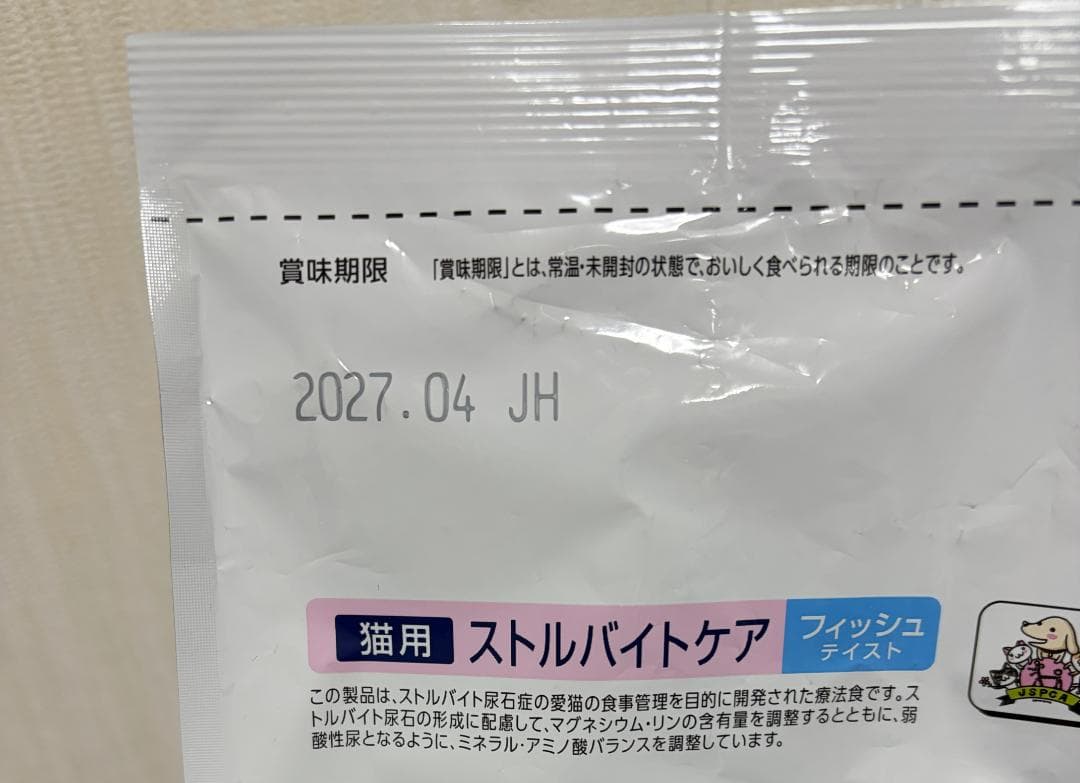 賞味期限 「賞味期限」とは、常温・未開封の状態で、おいしく食べられる期限のことです。
2027.04 JH
猫用 ストルバイトケア フィッシュ
テイスト
この製品は、ストルバイト尿石症の愛猫の食事管理を目的に開発された療法食です。ス
トルバイト尿石の形成に配慮して、マグネシウム・リンの含有量を調整するとともに、弱
酸性尿となるように、ミネラル・アミノ酸バランスを調整しています。
JSPCA